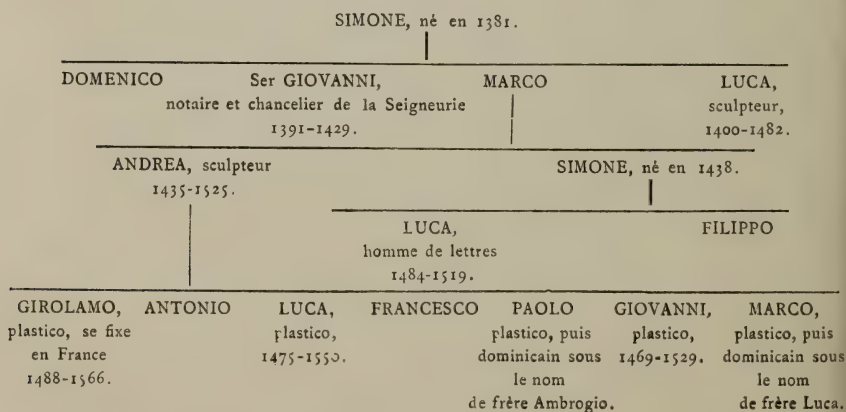 SIMONE, né en 1381.
DOMENICO Ser GIOVANNI, MARCO LUCA,
notaire et chancelier de la Seigneurie sculpteur,
1391-1429. 1400-1482.
ANDREA, sculpteur SIMONE, né en 1438.
1435-1525.
LUCA, FILIPPO
homme de lettres
1484-1519.
GIROLAMO, ANTONIO LUCA, FRANCESCO PAOLO GIOVANNI, MARCO,
plastico, se fixe plastico, plastico, puis plastico, plastico, puis
en France 1475-1550. dominicain sous 1469-1529. dominicain sous
1488-1566. le nom le nom
de frère Ambrogio. de frère Luca.